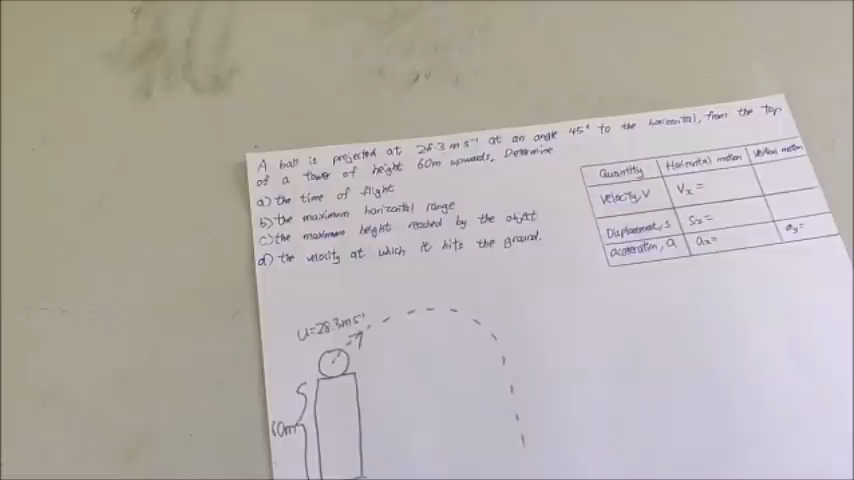 A ball is projected at 28.3 m s⁻¹ at an angle 45° to the horizontal, from the top
of a tower of height 60m upwards, Determine
a) the time of flight
b) the maximum horizontal range
c) the maximum height reached by the object
d) the velocity at which it hits the ground.
Quantity Horizontal motion Vertical motion
Velocity, V Vx =
Displacement, s Sx =
acceleration, a ax = ay =
U=28.3ms⁻¹
60m